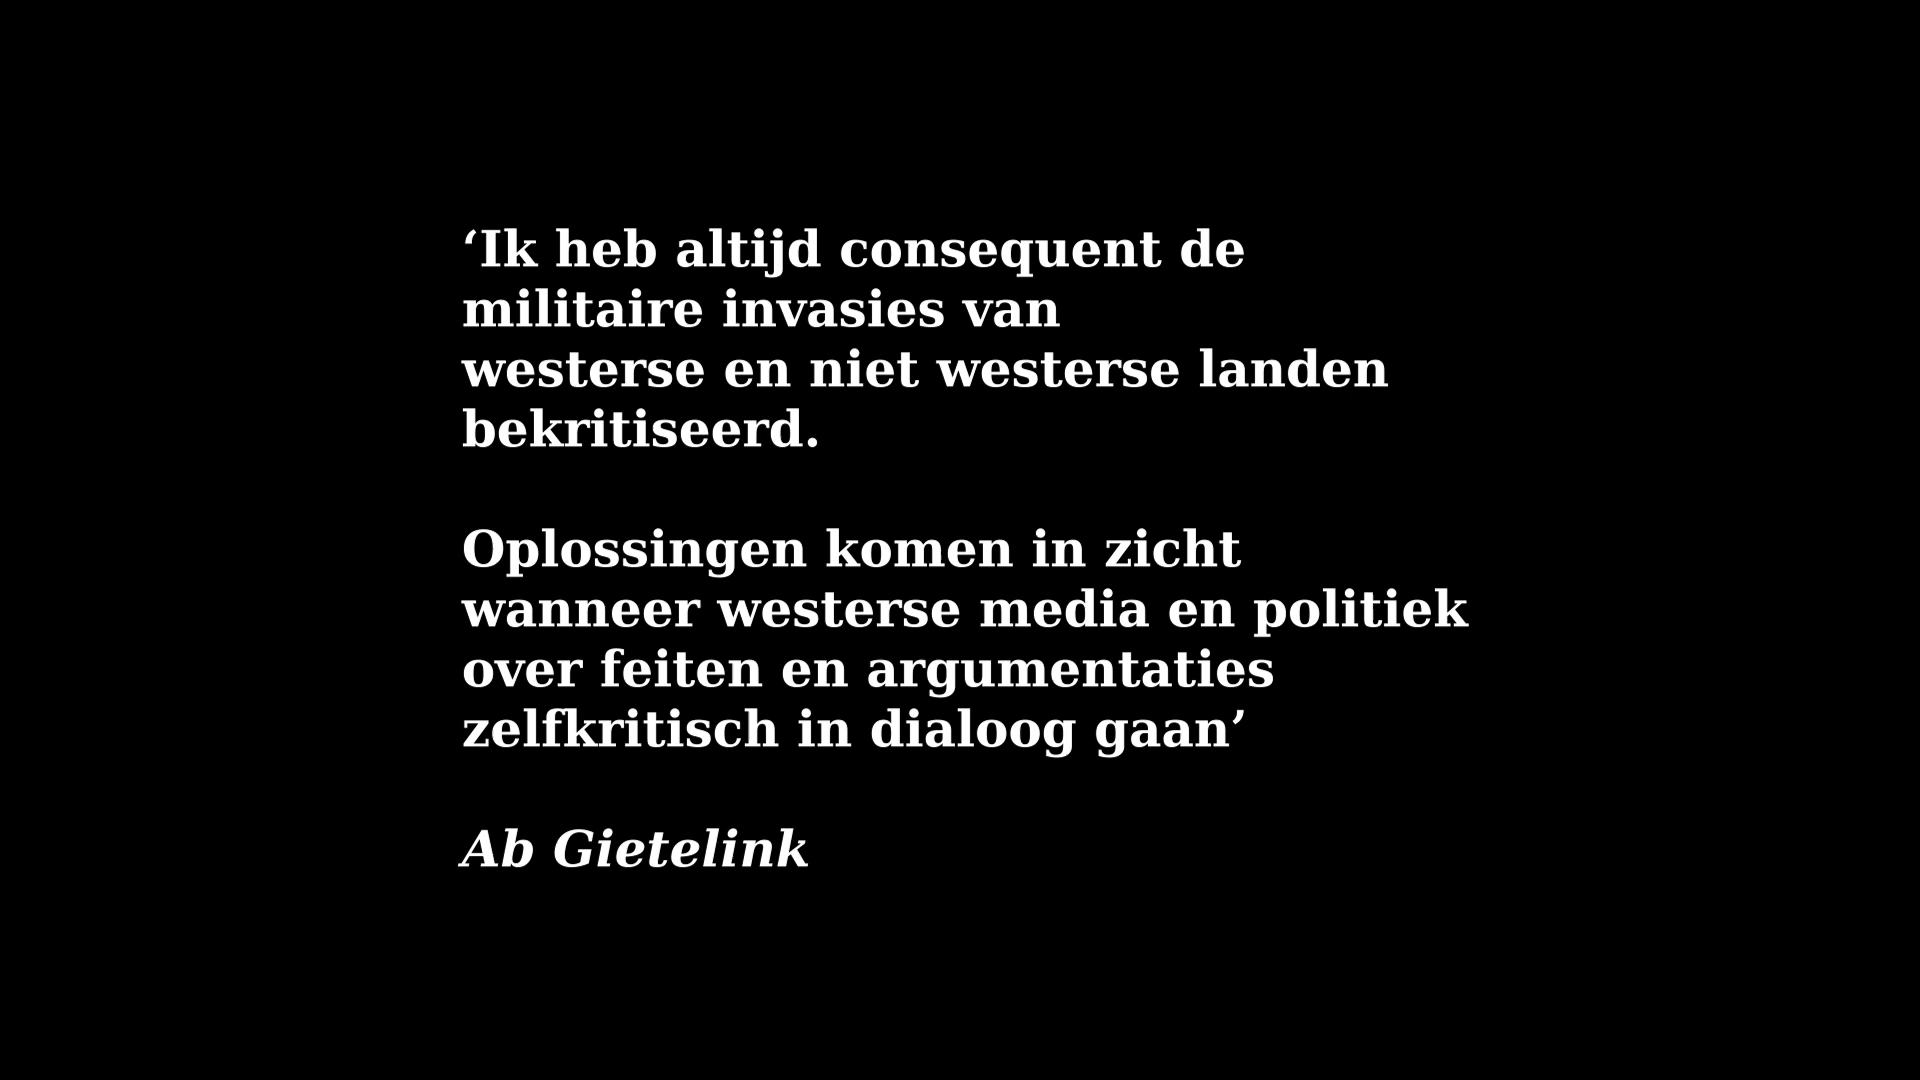 ‘Ik heb altijd consequent de
militaire invasies van
westerse en niet westerse landen
bekritiseerd.
Oplossingen komen in zicht
wanneer westerse media en politiek
over feiten en argumentaties
zelfkritisch in dialoog gaan’
Ab Gietelink